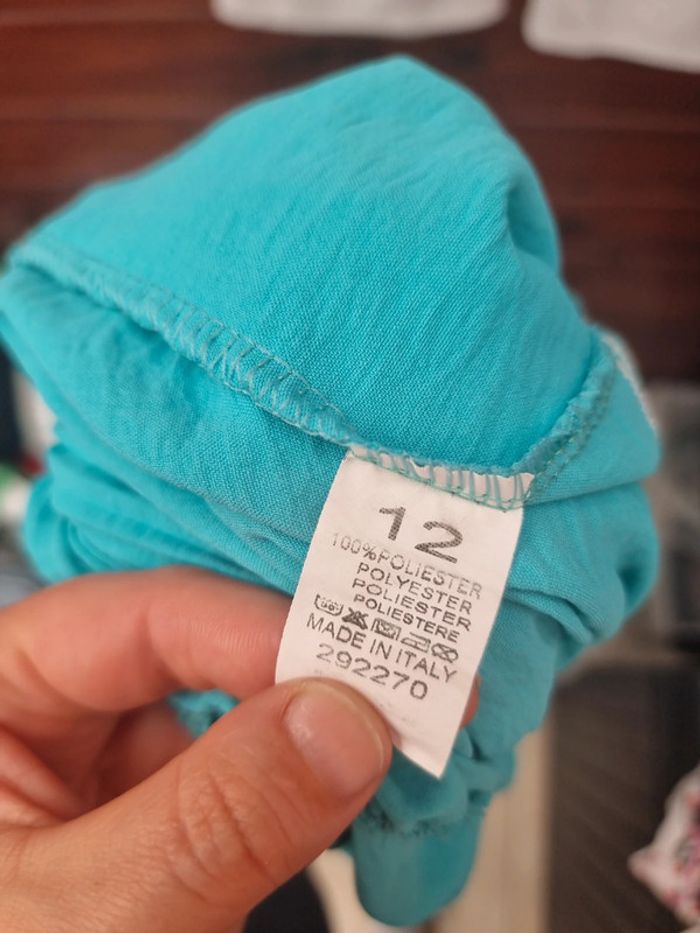 12
100%POLIESTER
POLYESTER
POLIESTER
POLIESTERE
MADE IN ITALY
292270